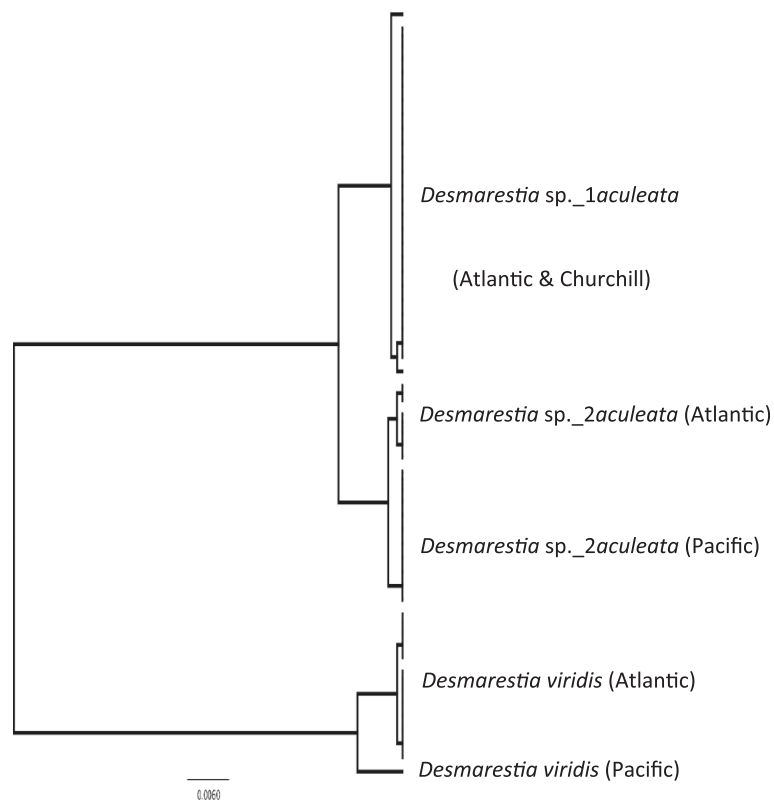 Desmarestia sp._1aculeata
(Atlantic & Churchill)
Desmarestia sp._2aculeata (Atlantic)
Desmarestia sp._2aculeata (Pacific)
Desmarestia viridis (Atlantic)
Desmarestia viridis (Pacific)
0.0060